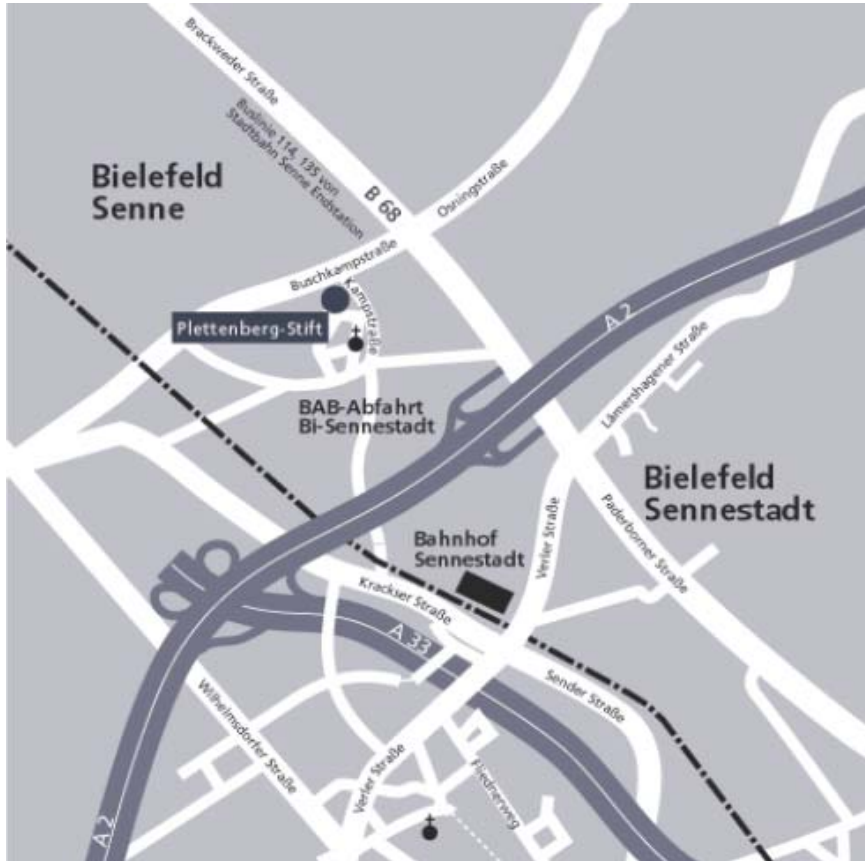 Brackweder Straße
Buslinie 114, 135 von
Stadtbahn Senne Endstation
Bielefeld
Senne
B 68
Osningstraße
Buschkampstraße
Kampstraße
Plettenberg-Stift
A 2
Lämershagener Straße
BAB-Abfahrt
Bi-Sennestadt
Bielefeld
Sennestadt
Verler Straße
Paderborner Straße
Bahnhof
Sennestadt
Krackser Straße
A 33
Sender Straße
Wilhelmsdorfer Straße
Verler Straße
Fliednerweg
A 2